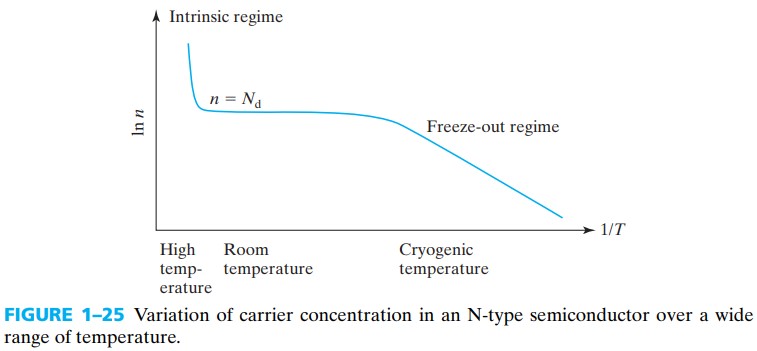 Intrinsic regime
n = Nd
ln n
Freeze-out regime
1/T
High temp- erature
Room temperature
Cryogenic temperature
FIGURE 1–25 Variation of carrier concentration in an N-type semiconductor over a wide
range of temperature.